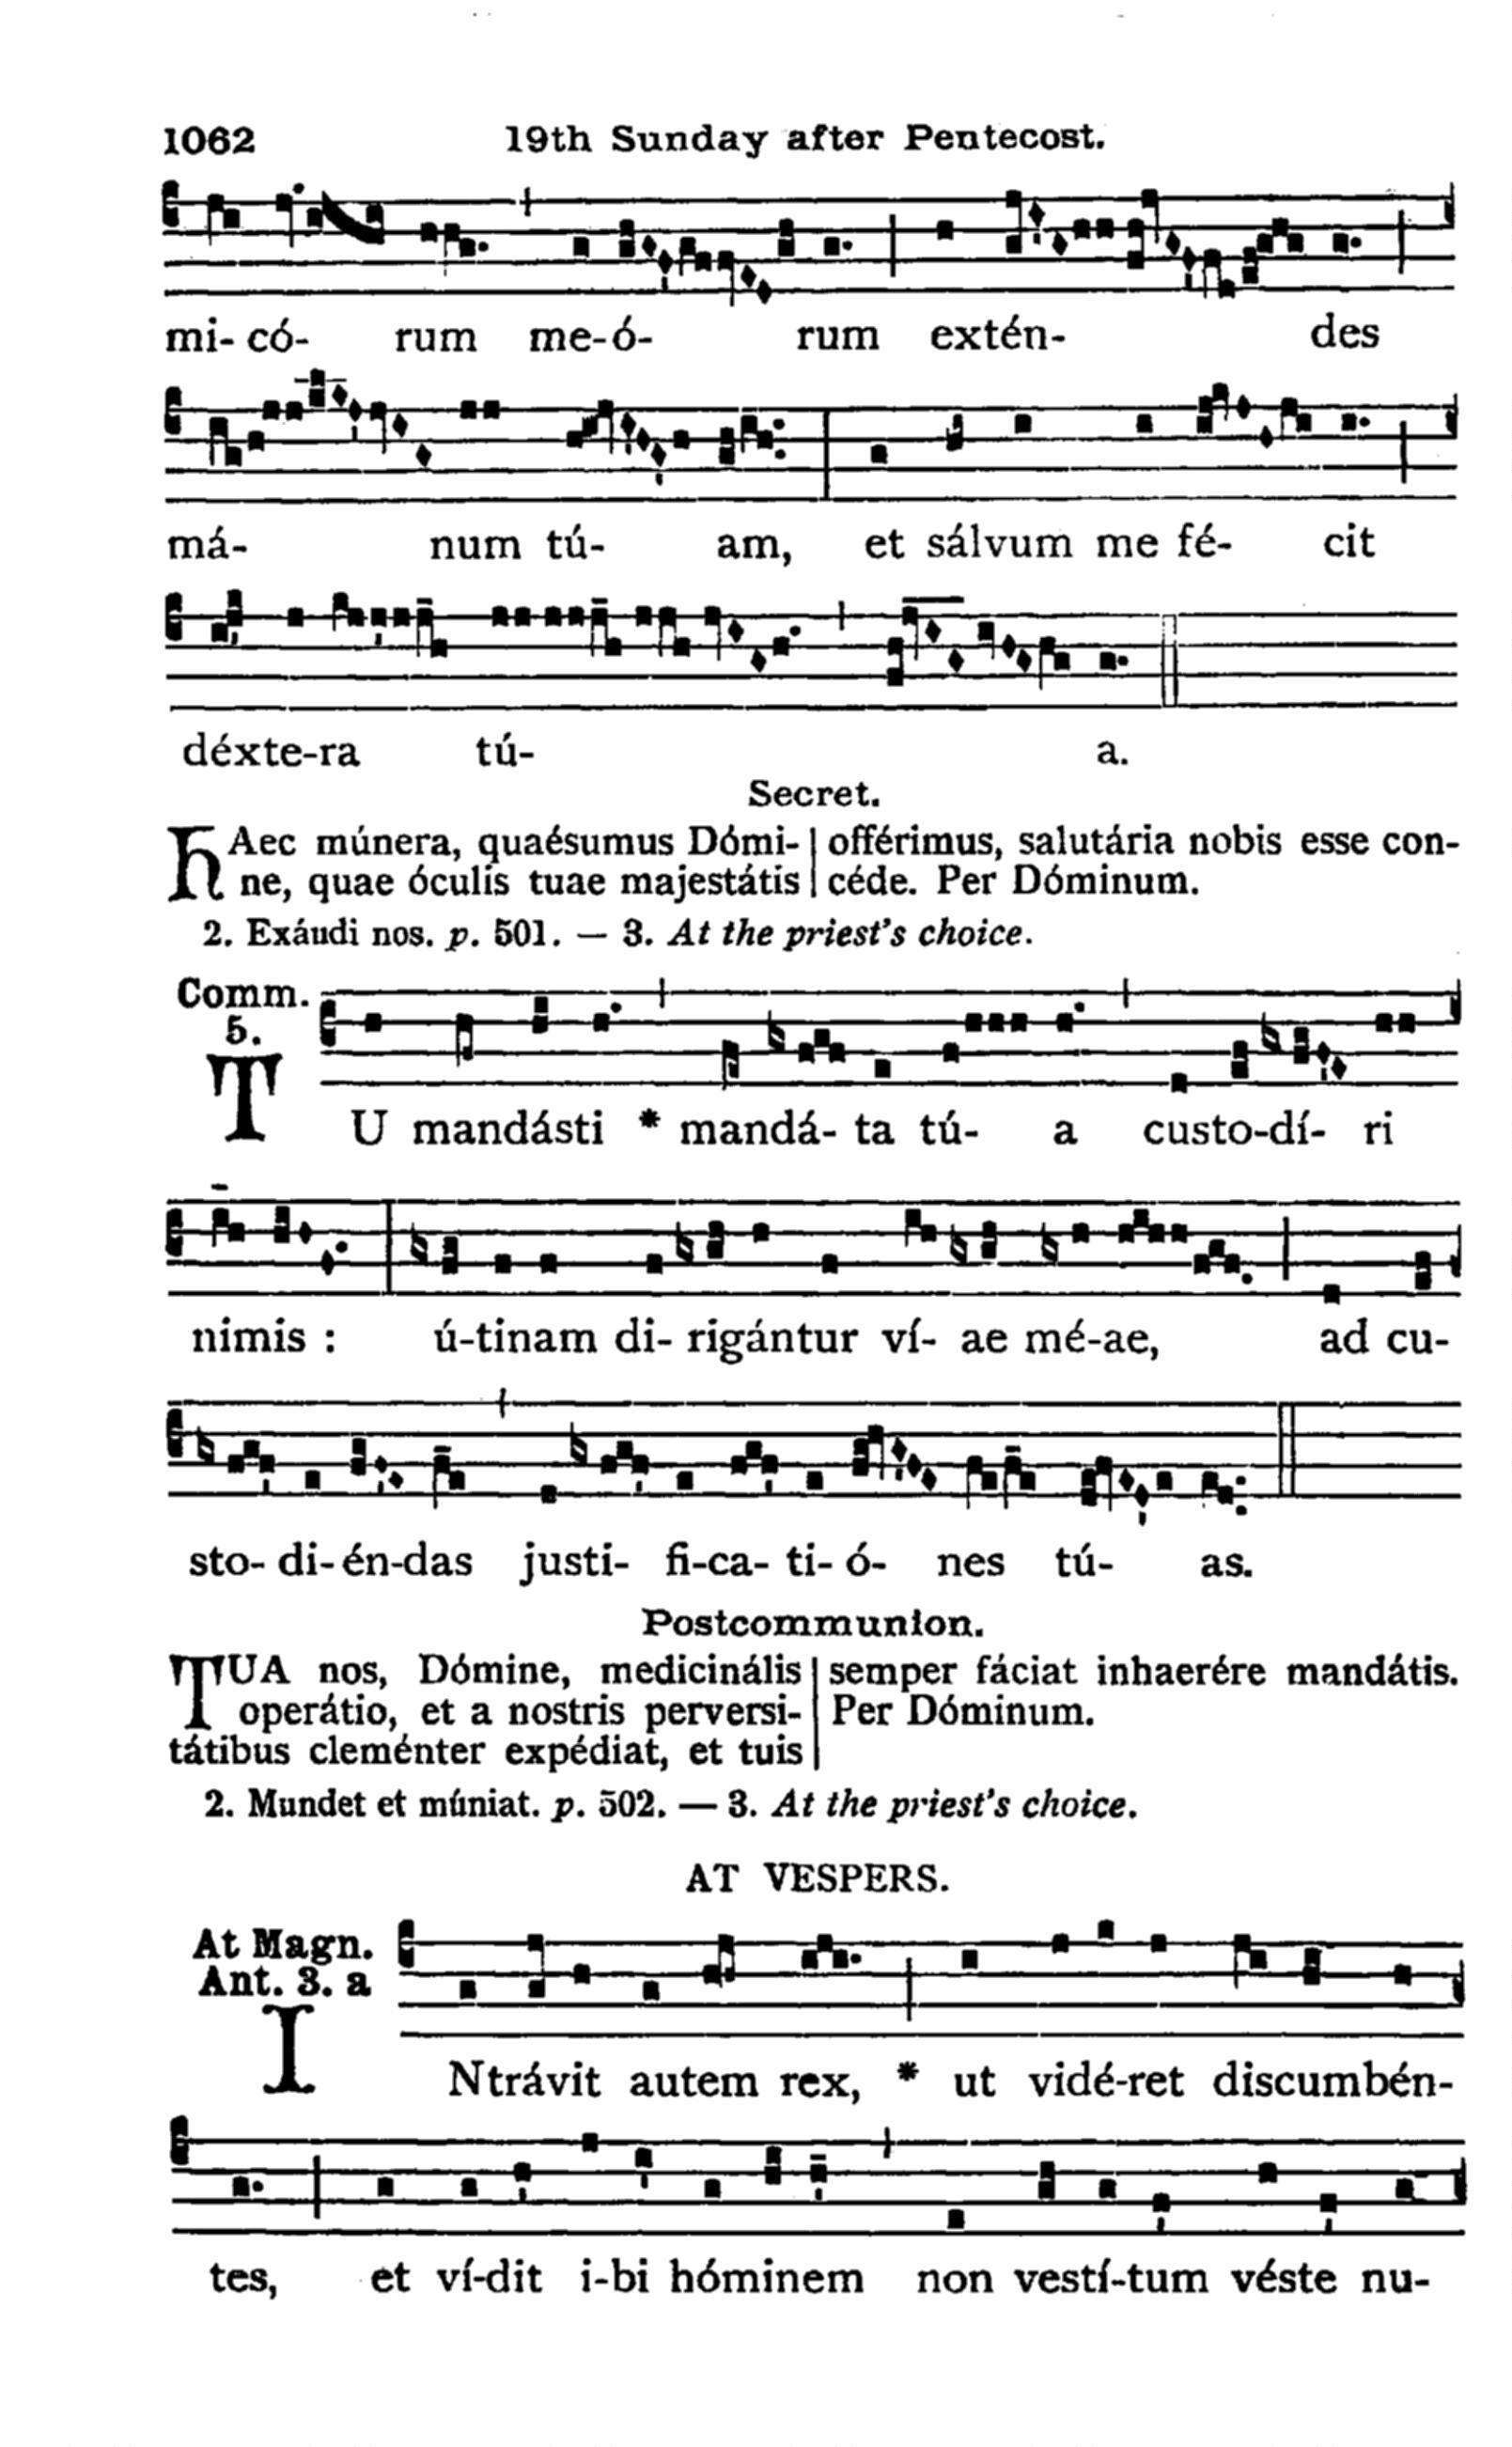 1062 19th Sunday after Pentecost.
mi- có- rum me-ó- rum extén- des
má- num tú- am, et sálvum me fé- cit
déxte-ra tú- a.
Secret.
HAec múnera, quaésumus Dómi-
ne, quae óculis tuae majestátis
offérimus, salutária nobis esse con-
céde. Per Dóminum.
2. Exáudi nos. p. 501. — 3. At the priest's choice.
Comm.
5.
TU mandásti * mandá- ta tú- a custo-dí- ri
nimis : ú-tinam di- rigántur ví- ae mé-ae, ad cu-
sto- di- én-das justi- fi-ca- ti- ó- nes tú- as.
Postcommunion.
TUA nos, Dómine, medicinális
operátio, et a nostris perversi-
tátibus cleménter expédiat, et tuis
semper fáciat inhaerére mandátis.
Per Dóminum.
2. Mundet et múniat. p. 502. — 3. At the priest's choice.
AT VESPERS.
At Magn.
Ant. 3. a
INtrávit autem rex, * ut vidé-ret discumbén-
tes, et ví-dit i-bi hóminem non vestí-tum véste nu-